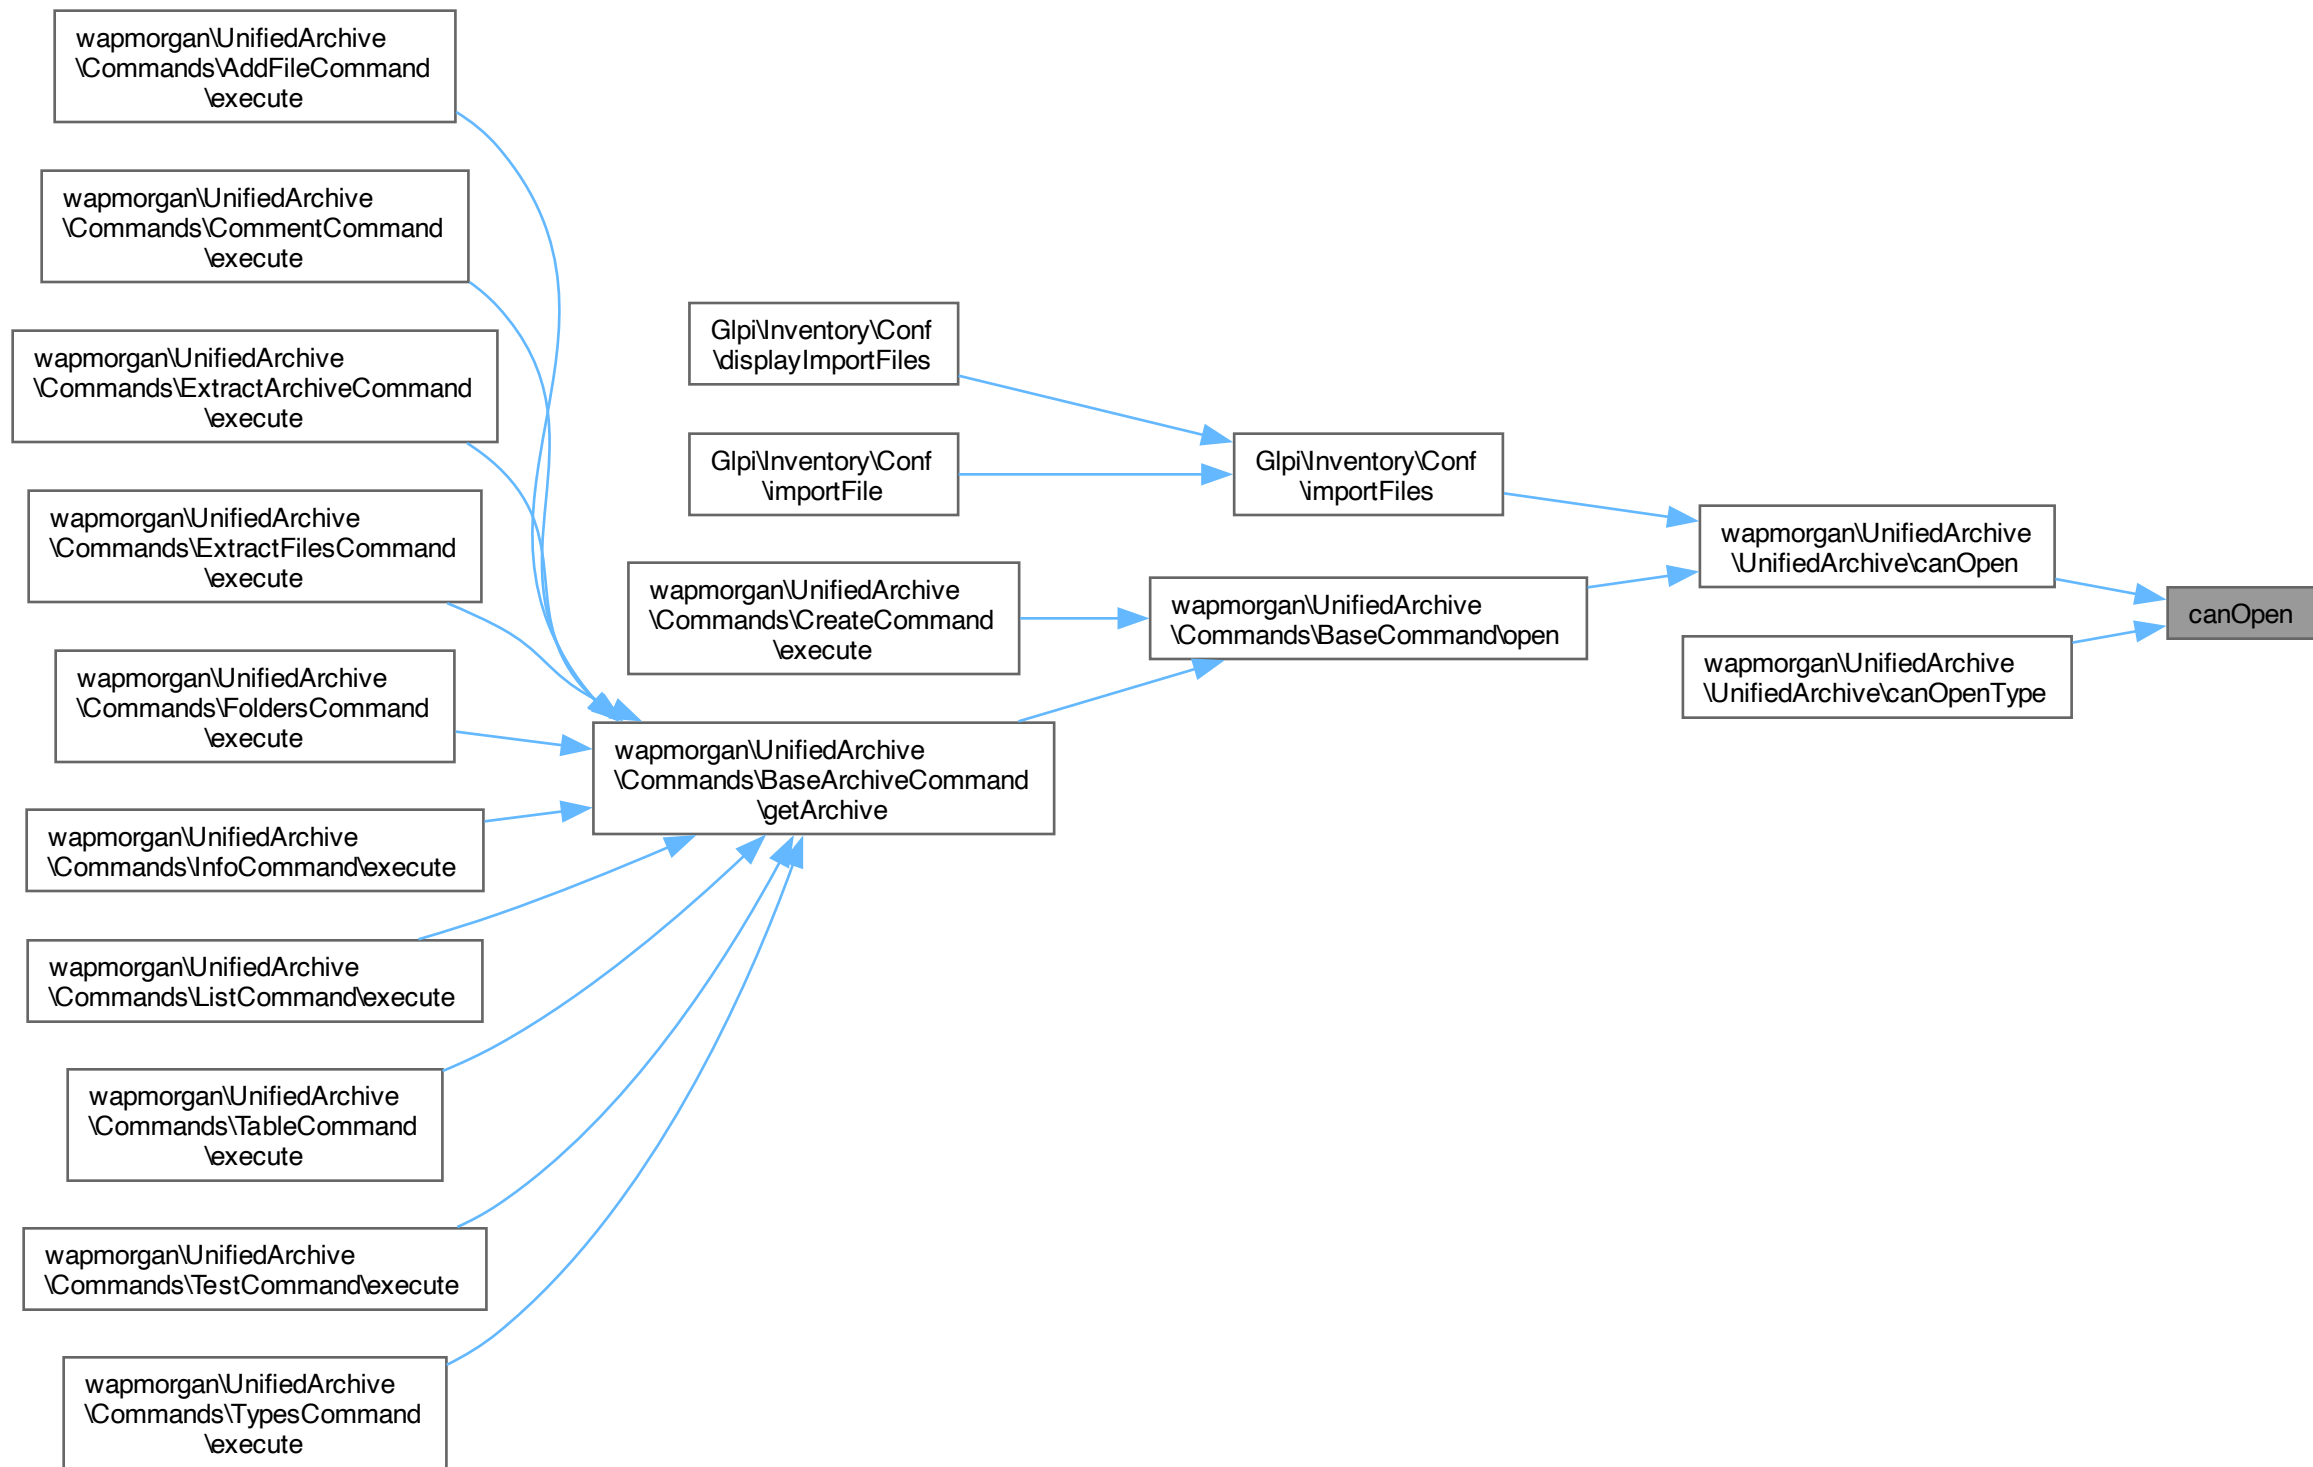 wapmorgan\UnifiedArchive
\Commands\AddFileCommand
\execute
wapmorgan\UnifiedArchive
\Commands\CommentCommand
\execute
wapmorgan\UnifiedArchive
\Commands\ExtractArchiveCommand
\execute
wapmorgan\UnifiedArchive
\Commands\ExtractFilesCommand
\execute
wapmorgan\UnifiedArchive
\Commands\FoldersCommand
\execute
wapmorgan\UnifiedArchive
\Commands\InfoCommand\execute
wapmorgan\UnifiedArchive
\Commands\ListCommand\execute
wapmorgan\UnifiedArchive
\Commands\TableCommand
\execute
wapmorgan\UnifiedArchive
\Commands\TestCommand\execute
wapmorgan\UnifiedArchive
\Commands\TypesCommand
\execute
Glpi\Inventory\Conf
\displayImportFiles
Glpi\Inventory\Conf
\importFile
wapmorgan\UnifiedArchive
\Commands\CreateCommand
\execute
wapmorgan\UnifiedArchive
\Commands\BaseArchiveCommand
\getArchive
Glpi\Inventory\Conf
\importFiles
wapmorgan\UnifiedArchive
\Commands\BaseCommand\open
wapmorgan\UnifiedArchive
\UnifiedArchive\canOpen
wapmorgan\UnifiedArchive
\UnifiedArchive\canOpenType
canOpen